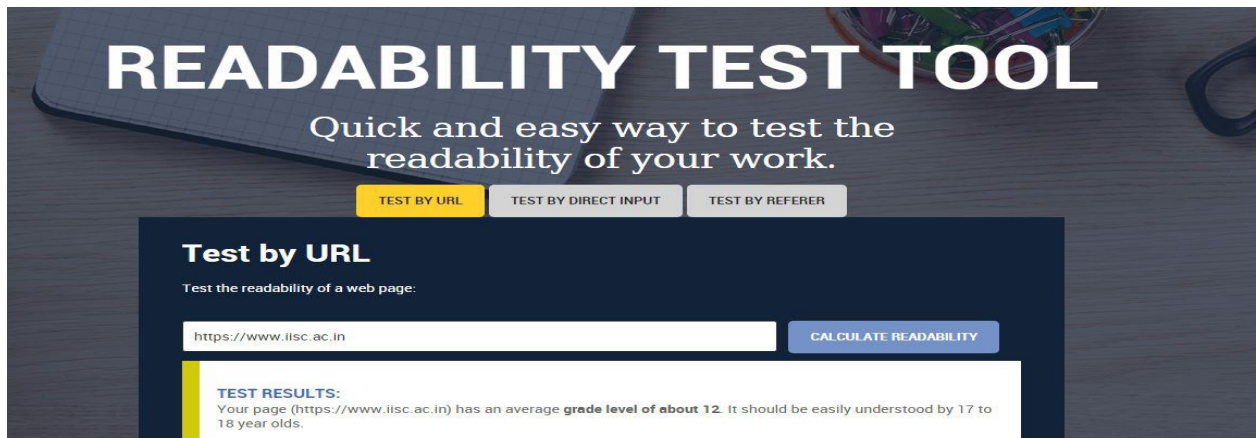 READABILITY TEST TOOL
Quick and easy way to test the
readability of your work.
TEST BY URL TEST BY DIRECT INPUT TEST BY REFERER
Test by URL
Test the readability of a web page:
https://www.iisc.ac.in CALCULATE READABILITY
TEST RESULTS:
Your page (https://www.iisc.ac.in) has an average grade level of about 12. It should be easily understood by 17 to
18 year olds.